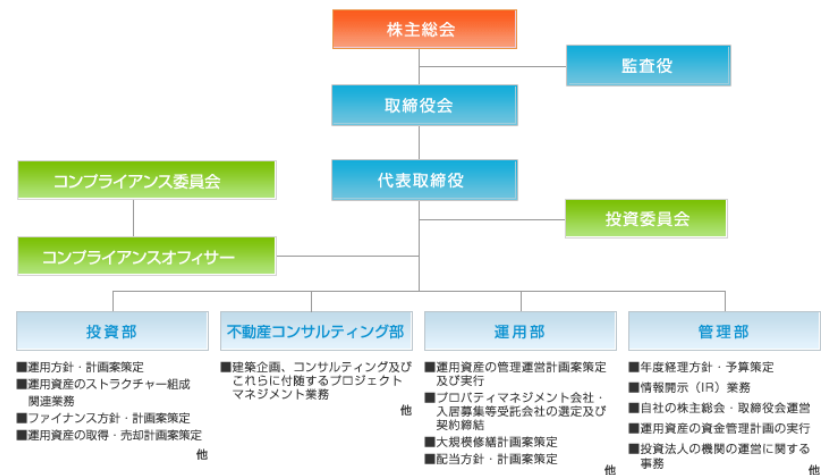 株主総会
監査役
取締役会
代表取締役
コンプライアンス委員会
投資委員会
コンプライアンスオフィサー
投資部
■運用方針・計画案策定
■運用資産のストラクチャー組成
関連業務
■ファイナンス方針・計画案策定
■運用資産の取得・売却計画案策定
他
不動産コンサルティング部
■建築企画、コンサルティング及び
これらに付随するプロジェクト
マネジメント業務
他
運用部
■運用資産の管理運営計画案策定
及び実行
■プロパティマネジメント会社・
入居募集等受託会社の選定及び
契約締結
■大規模修繕計画案策定
■配当方針・計画案策定
他
管理部
■年度経理方針・予算策定
■情報開示（IR）業務
■自社の株主総会・取締役会運営
■運用資産の資金管理計画の実行
■投資法人の機関の運営に関する
事務
他